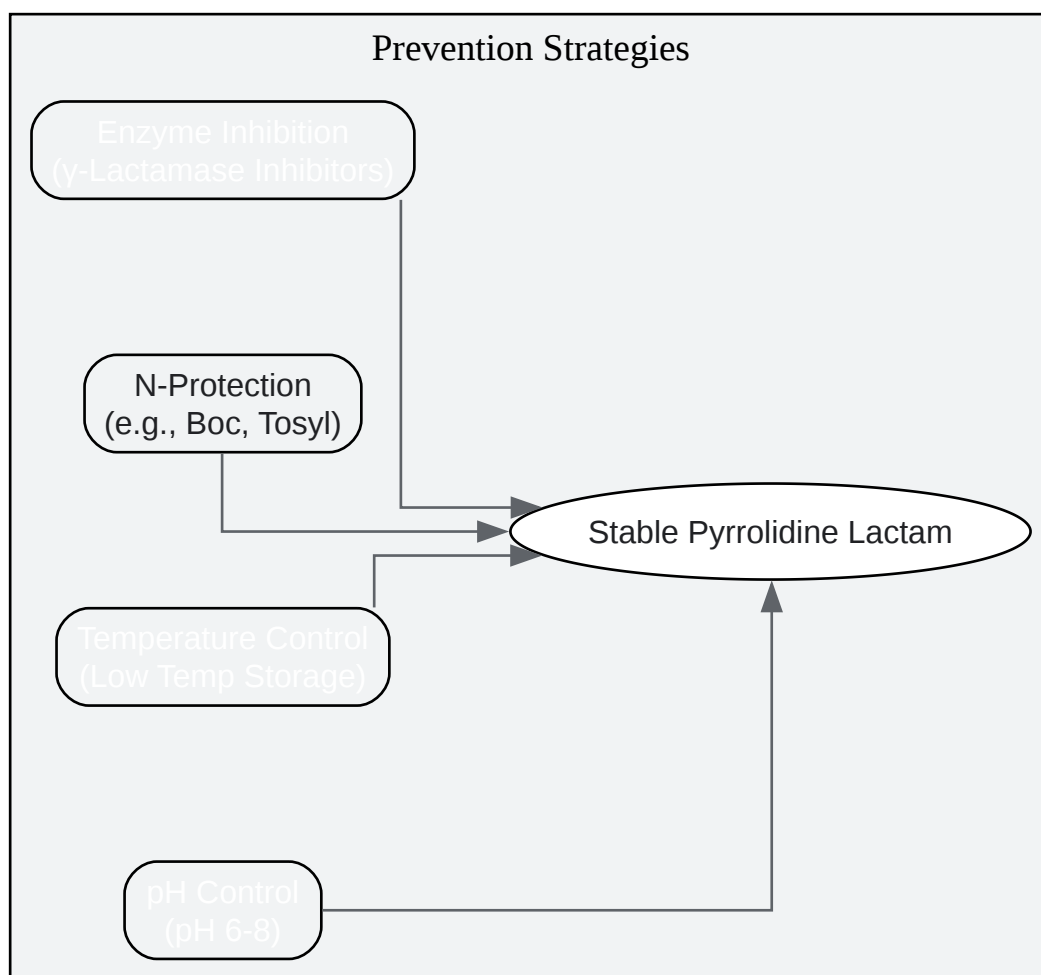 Prevention Strategies
Enzyme Inhibition
(γ-Lactamase Inhibitors)
N-Protection
(e.g., Boc, Tosyl)
Stable Pyrrolidine Lactam
Temperature Control
(Low Temp Storage)
pH Control
(pH 6-8)